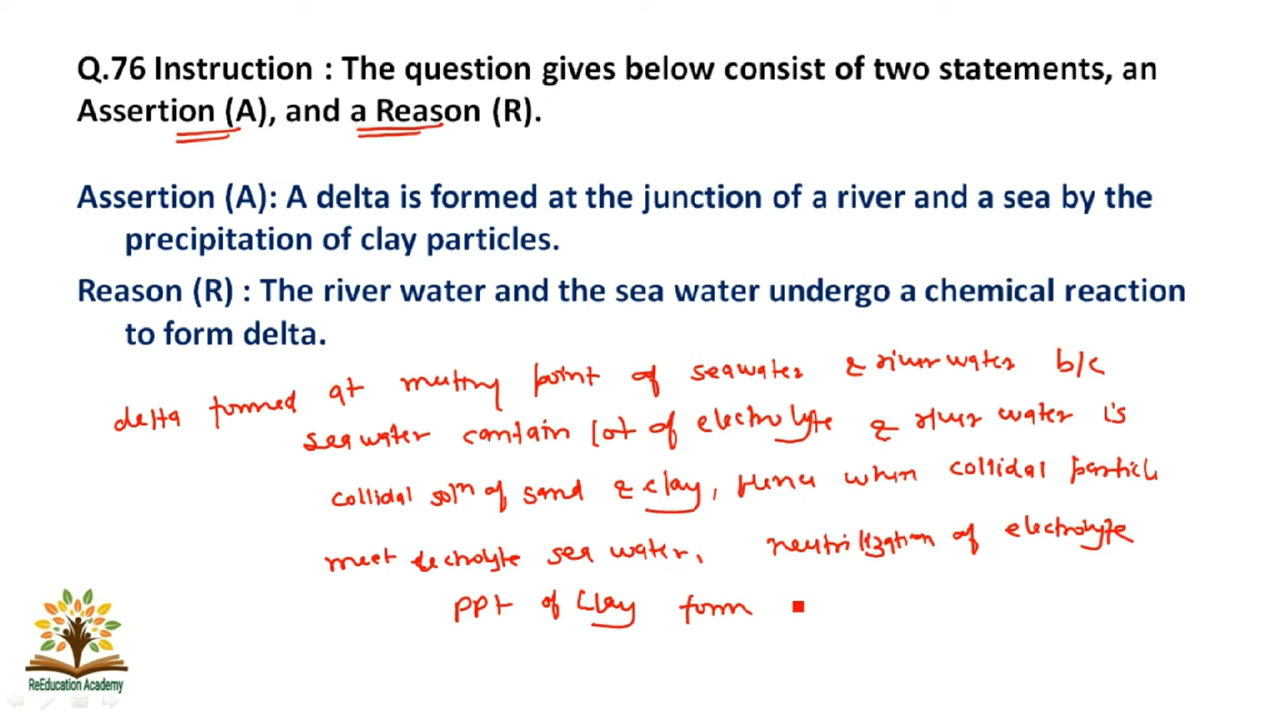 Q.76 Instruction : The question gives below consist of two statements, an
Assertion (A), and a Reason (R).
Assertion (A): A delta is formed at the junction of a river and a sea by the
precipitation of clay particles.
Reason (R) : The river water and the sea water undergo a chemical reaction
to form delta.
delta formed at meeting point of seawater & riverwater b/c
seawater contain lot of electrolyte & river water is
collidal solⁿ of sand & clay, Hence when collidal particle
meet electrolyte sea water, neutrilization of electrolyte
ppt of clay form
ReEducation Academy